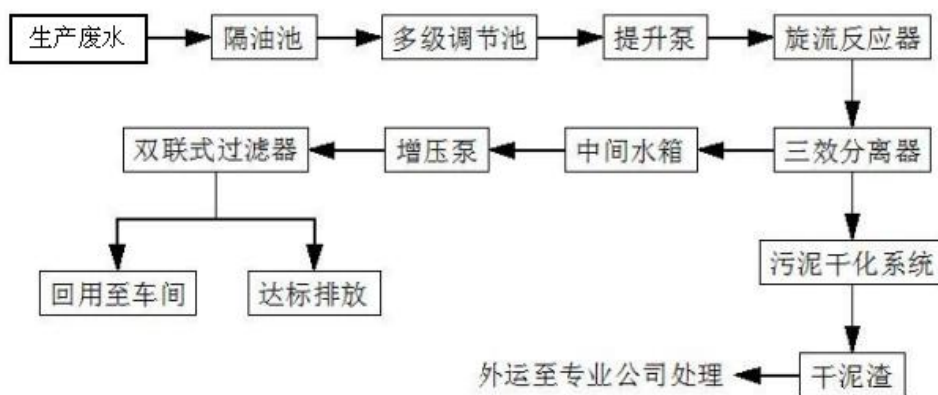 生产废水
隔油池
多级调节池
提升泵
旋流反应器
双联式过滤器
增压泵
中间水箱
三效分离器
污泥干化系统
回用至车间
达标排放
外运至专业公司处理
干泥渣